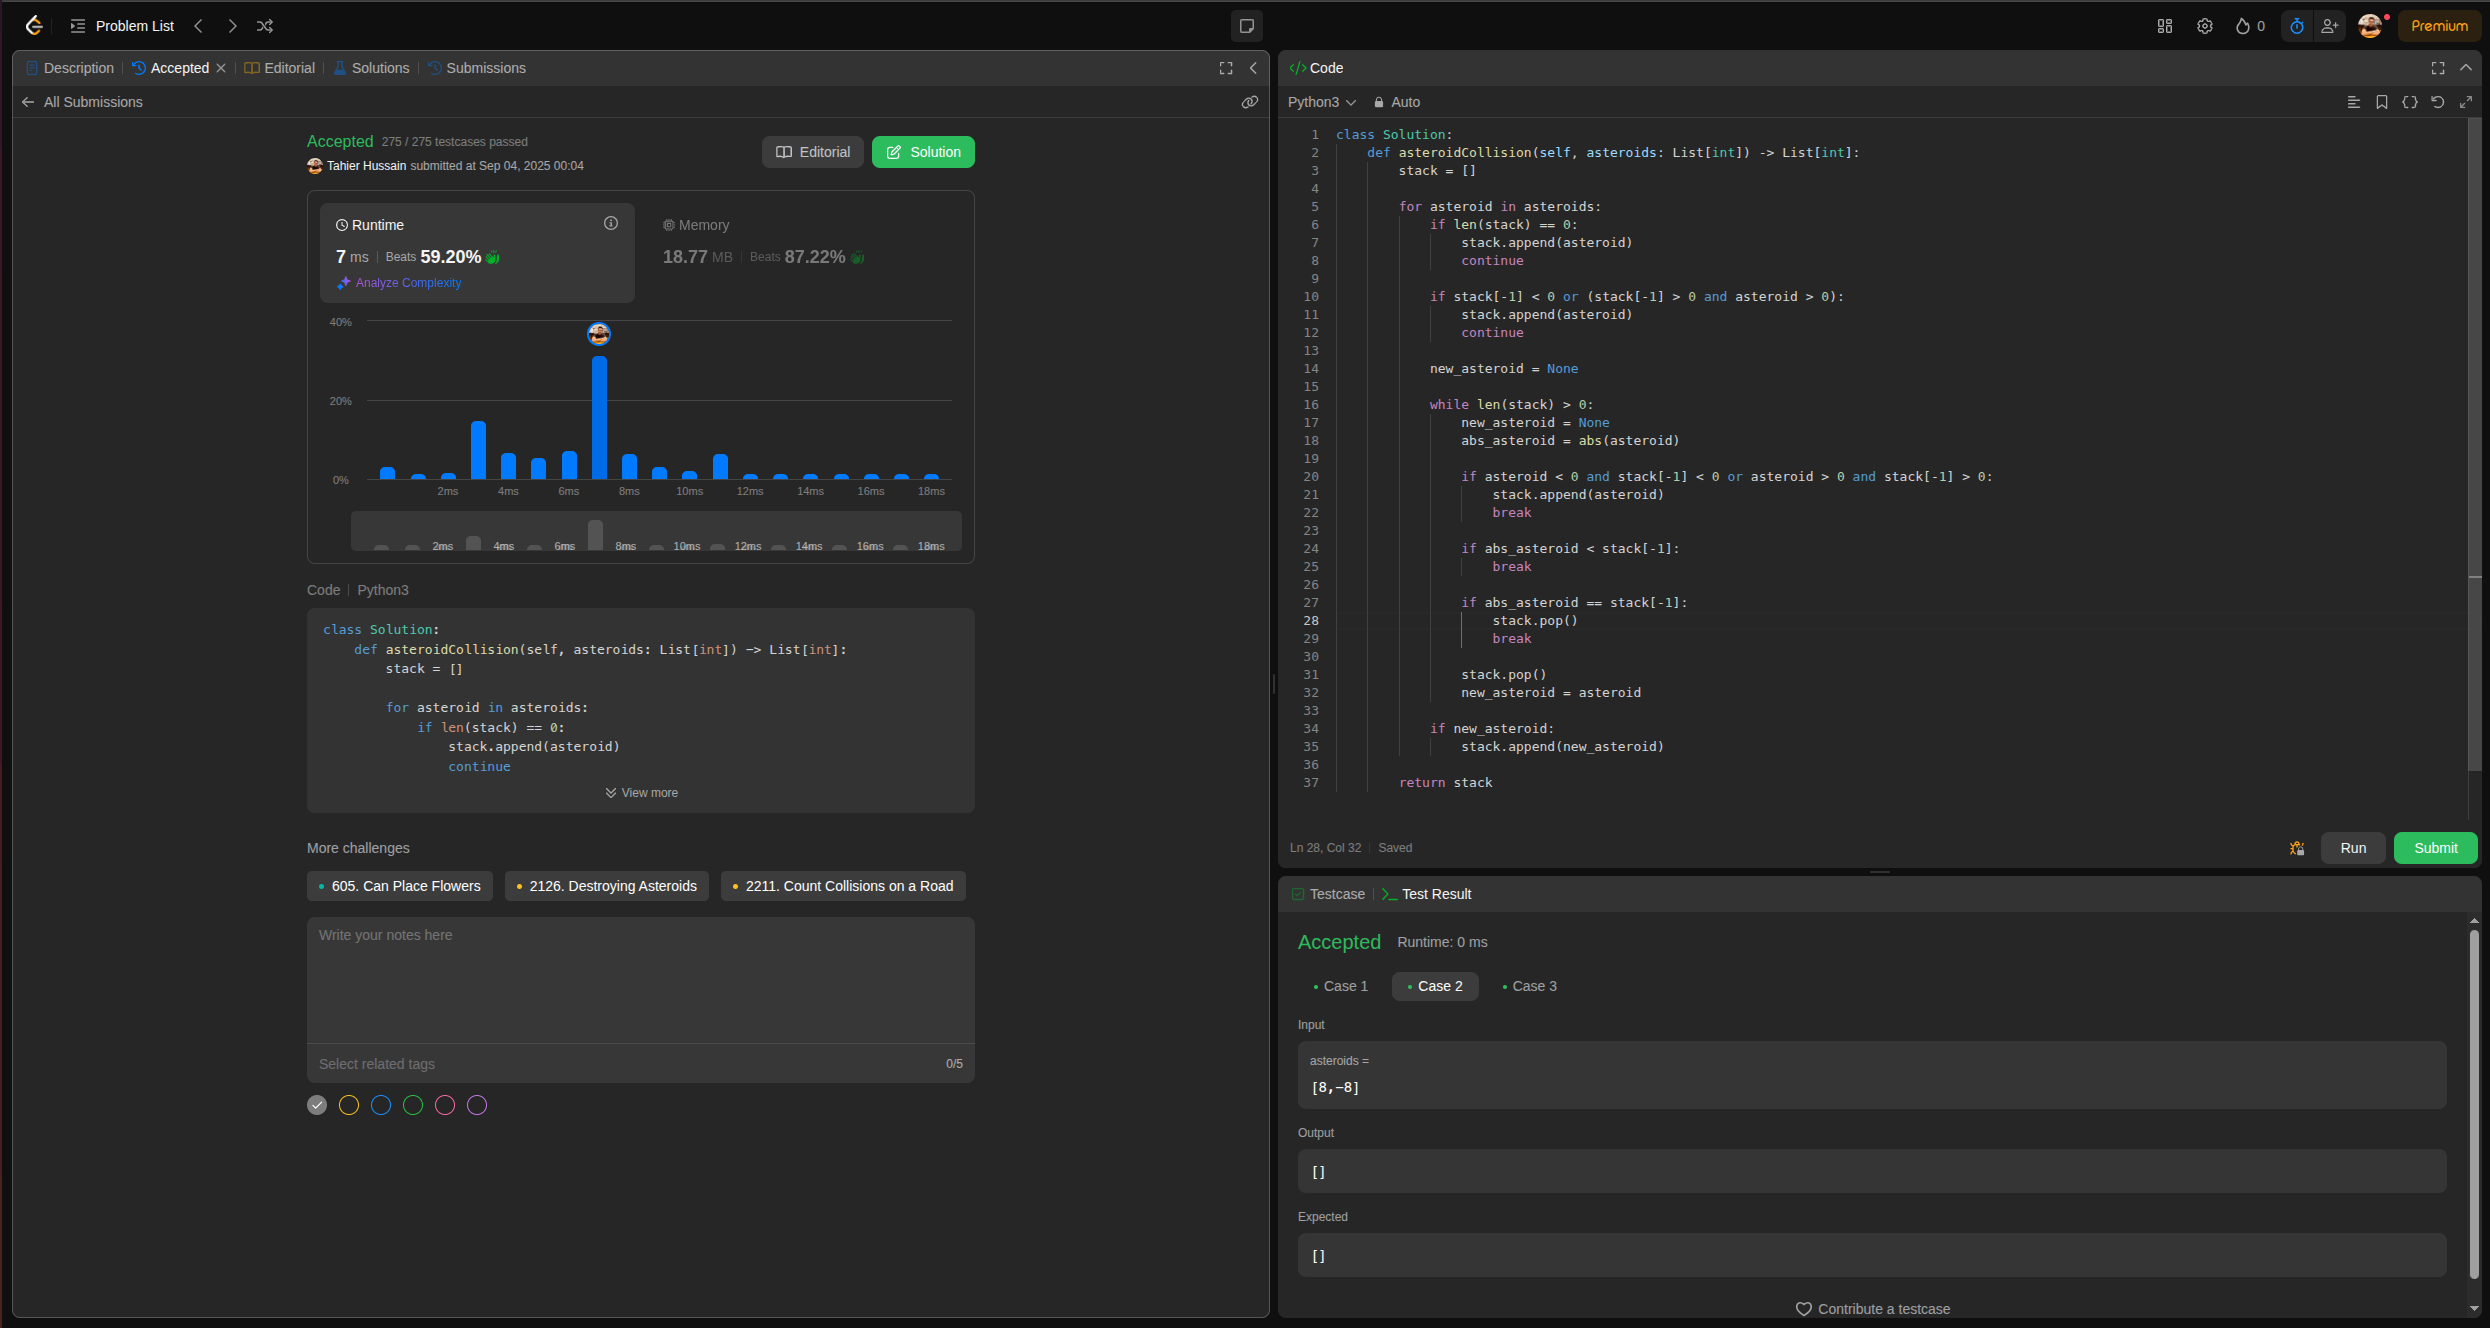 Problem List
0
Premium
Description
Accepted
Editorial
Solutions
Submissions
All Submissions
Accepted 275 / 275 testcases passed
Tahier Hussain submitted at Sep 04, 2025 00:04
Editorial
Solution
Runtime
7 ms Beats 59.20%
Analyze Complexity
Memory
18.77 MB Beats 87.22%
40%
20%
0%
2ms 4ms 6ms 8ms 10ms 12ms 14ms 16ms 18ms
2ms 4ms 6ms 8ms 10ms 12ms 14ms 16ms 18ms
Code Python3
class Solution:
def asteroidCollision(self, asteroids: List[int]) -> List[int]:
stack = []
for asteroid in asteroids:
if len(stack) == 0:
stack.append(asteroid)
continue
View more
More challenges
605. Can Place Flowers
2126. Destroying Asteroids
2211. Count Collisions on a Road
Write your notes here
Select related tags
0/5
</> Code
Python3 Auto
1 class Solution:
2 def asteroidCollision(self, asteroids: List[int]) -> List[int]:
3 stack = []
4
5 for asteroid in asteroids:
6 if len(stack) == 0:
7 stack.append(asteroid)
8 continue
9
10 if stack[-1] < 0 or (stack[-1] > 0 and asteroid > 0):
11 stack.append(asteroid)
12 continue
13
14 new_asteroid = None
15
16 while len(stack) > 0:
17 new_asteroid = None
18 abs_asteroid = abs(asteroid)
19
20 if asteroid < 0 and stack[-1] < 0 or asteroid > 0 and stack[-1] > 0:
21 stack.append(asteroid)
22 break
23
24 if abs_asteroid < stack[-1]:
25 break
26
27 if abs_asteroid == stack[-1]:
28 stack.pop()
29 break
30
31 stack.pop()
32 new_asteroid = asteroid
33
34 if new_asteroid:
35 stack.append(new_asteroid)
36
37 return stack
Ln 28, Col 32 Saved
Run
Submit
Testcase
Test Result
Accepted Runtime: 0 ms
Case 1
Case 2
Case 3
Input
asteroids =
[8,-8]
Output
[]
Expected
[]
Contribute a testcase